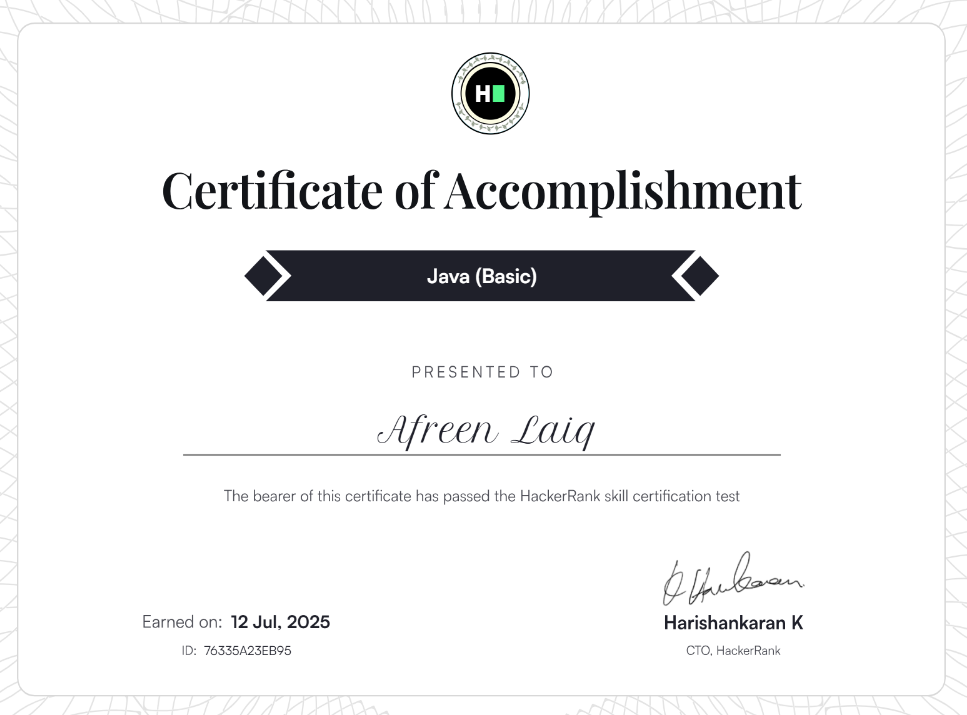 H
Certificate of Accomplishment
Java (Basic)
PRESENTED TO
Afreen Laiq
The bearer of this certificate has passed the HackerRank skill certification test
Earned on: 12 Jul, 2025
ID: 76335A23EB95
Harishankaran K
CTO, HackerRank